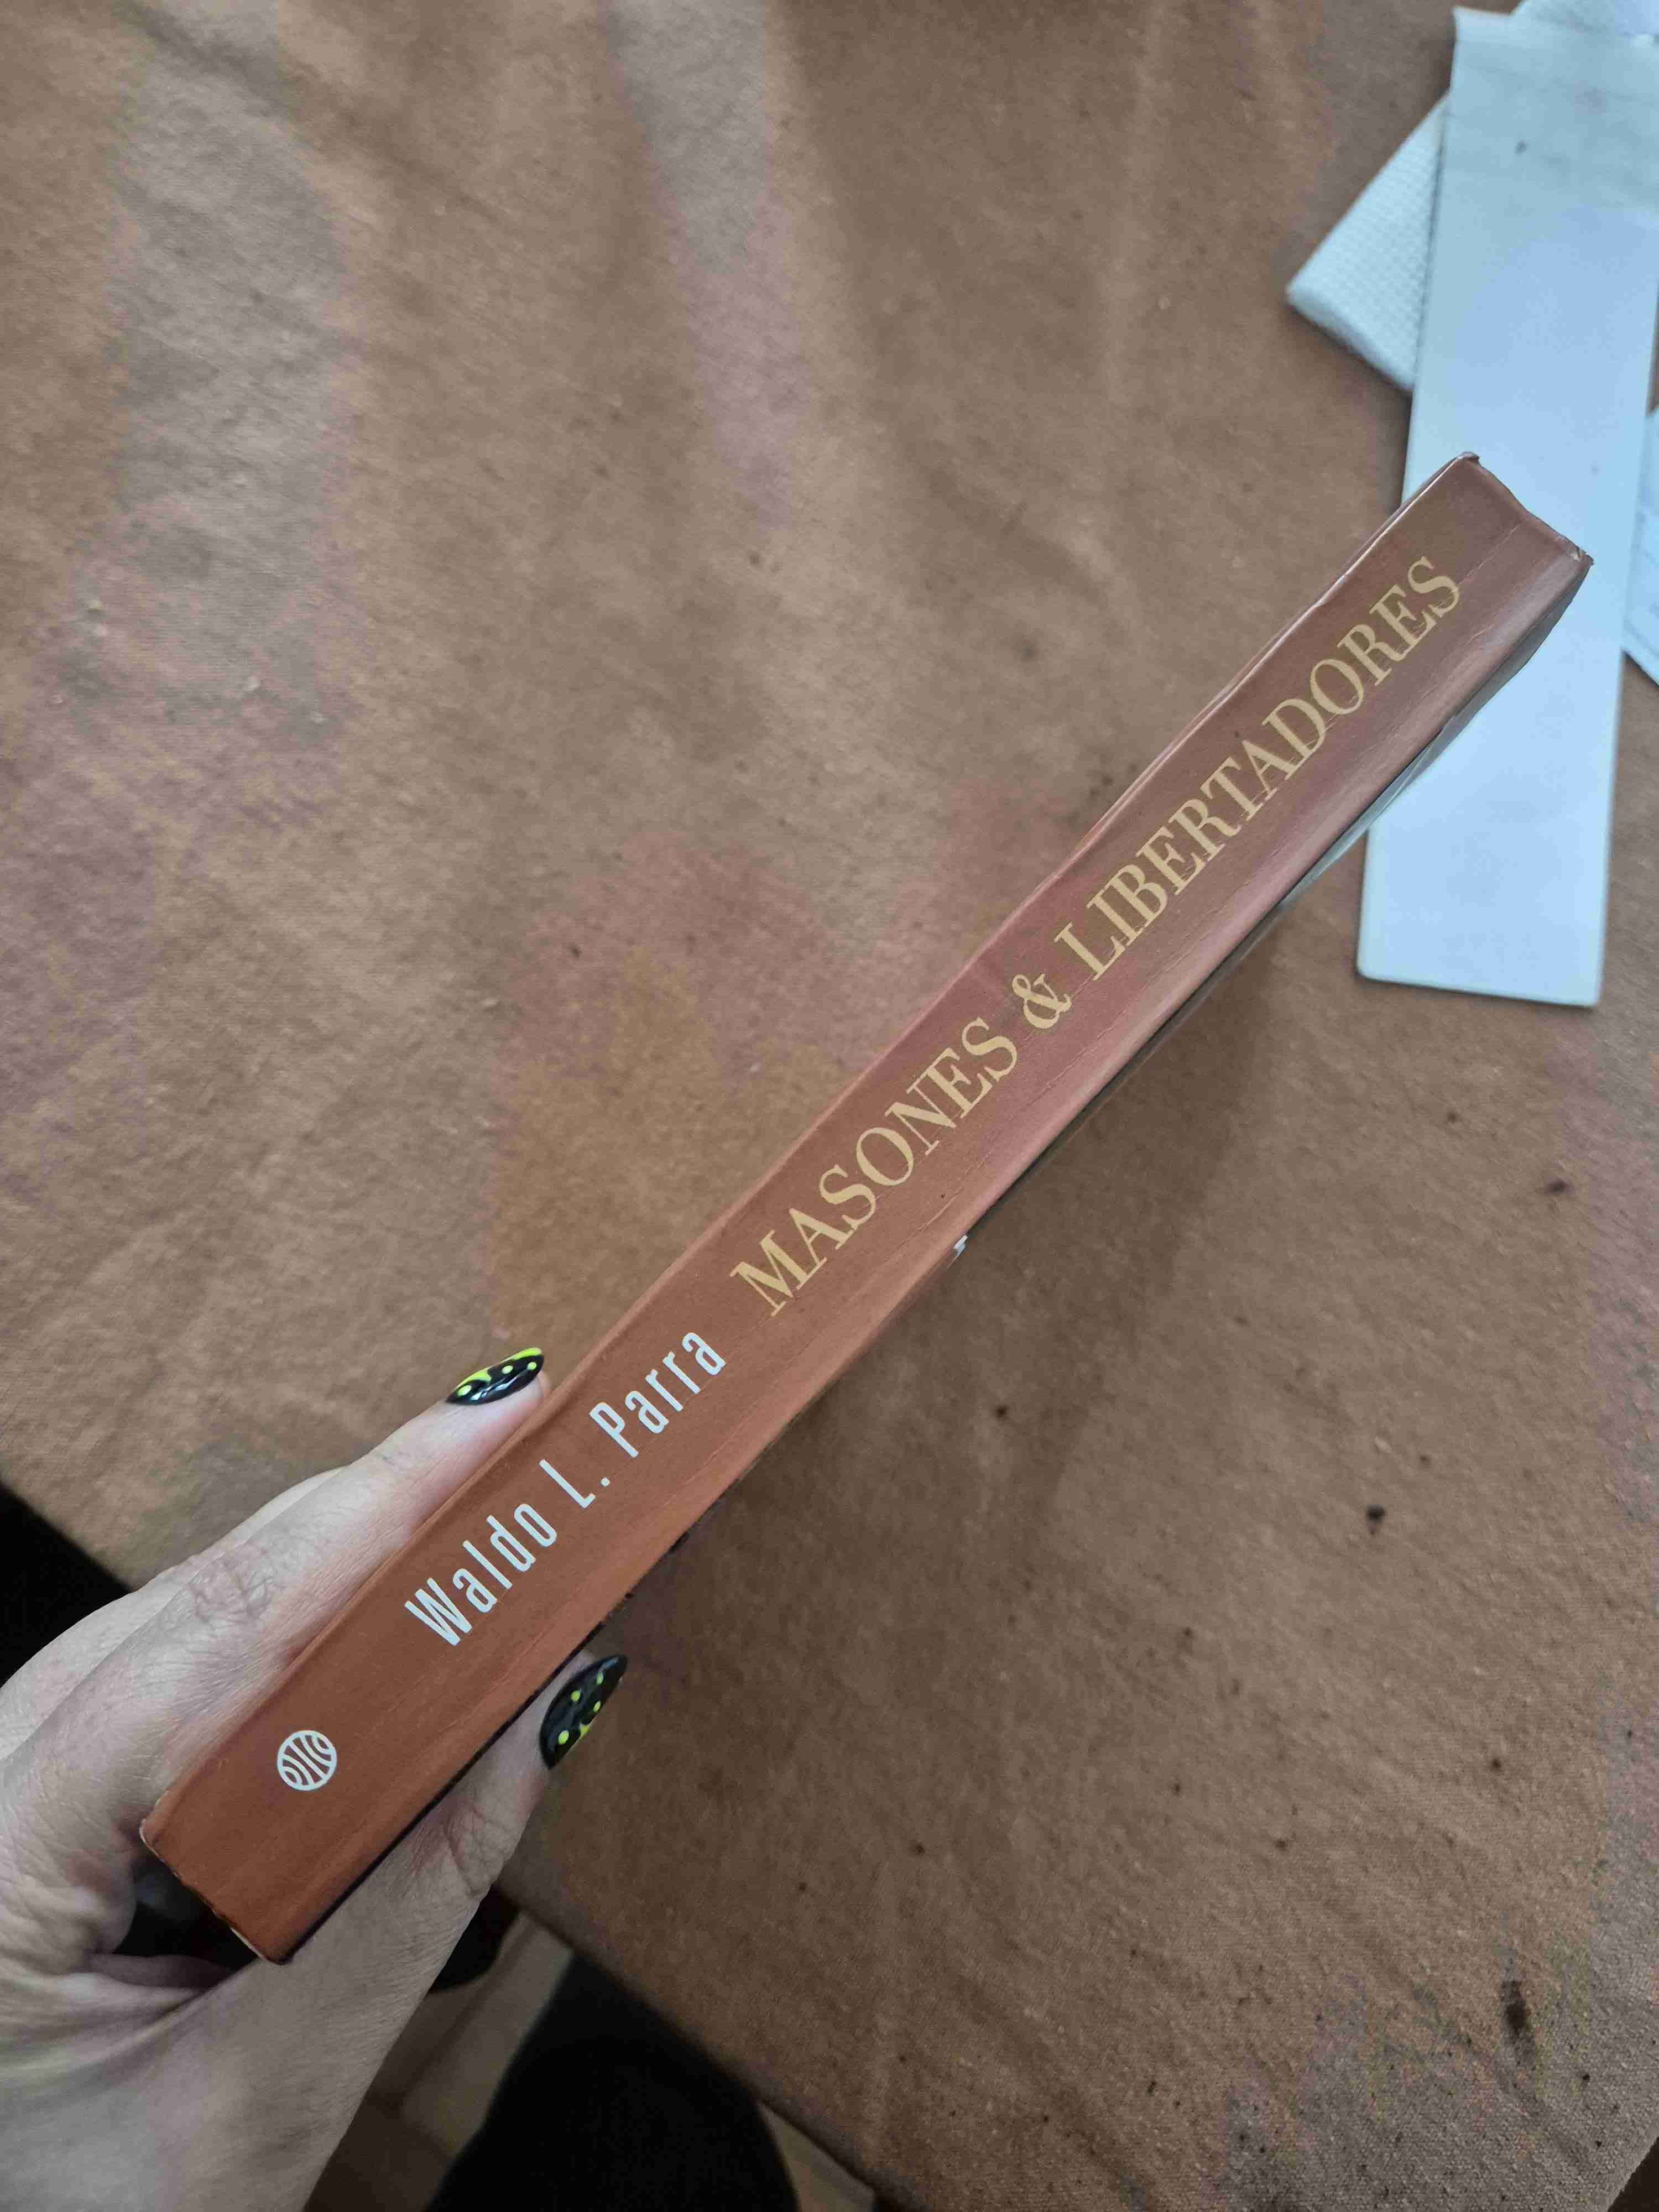 Waldo L. Parra MASONES & LIBERTADORES